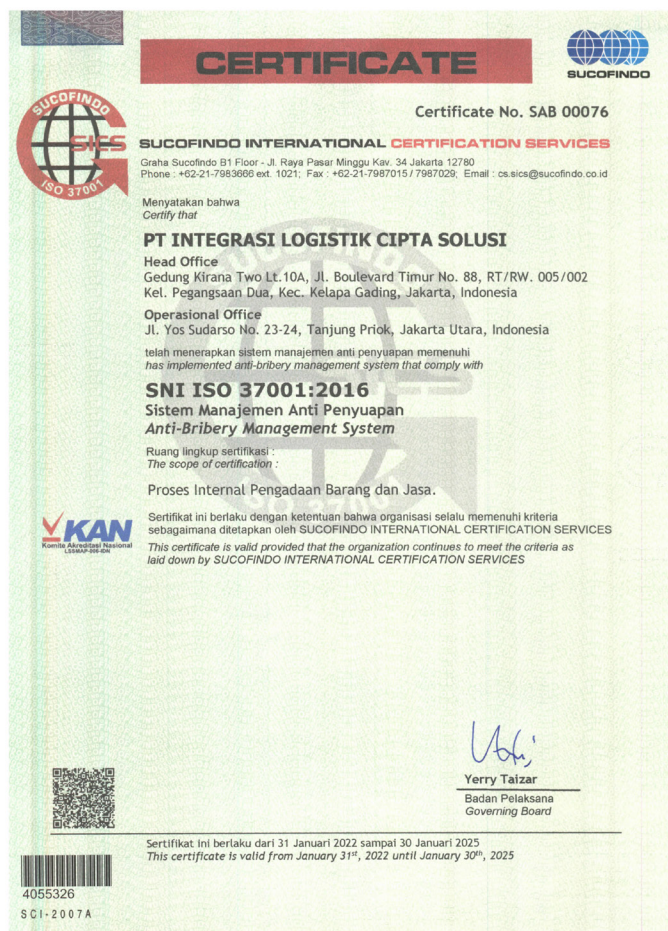 CERTIFICATE
SUCOFINDO
SUCOFINDO
SICS
ISO 37001
Certificate No. SAB 00076
SUCOFINDO INTERNATIONAL CERTIFICATION SERVICES
Graha Sucofindo B1 Floor - Jl. Raya Pasar Minggu Kav. 34 Jakarta 12780
Phone : +62-21-7983666 ext. 1021; Fax : +62-21-7987015 / 7987029; Email : cs.sics@sucofindo.co.id
Menyatakan bahwa
Certify that
PT INTEGRASI LOGISTIK CIPTA SOLUSI
Head Office
Gedung Kirana Two Lt.10A, Jl. Boulevard Timur No. 88, RT/RW. 005/002
Kel. Pegangsaan Dua, Kec. Kelapa Gading, Jakarta, Indonesia
Operasional Office
Jl. Yos Sudarso No. 23-24, Tanjung Priok, Jakarta Utara, Indonesia
telah menerapkan sistem manajemen anti penyuapan memenuhi
has implemented anti-bribery management system that comply with
SNI ISO 37001:2016
Sistem Manajemen Anti Penyuapan
Anti-Bribery Management System
Ruang lingkup sertifikasi :
The scope of certification :
Proses Internal Pengadaan Barang dan Jasa.
KAN
Komite Akreditasi Nasional
LSSMAP-006-IDN
Sertifikat ini berlaku dengan ketentuan bahwa organisasi selalu memenuhi kriteria
sebagaimana ditetapkan oleh SUCOFINDO INTERNATIONAL CERTIFICATION SERVICES
This certificate is valid provided that the organization continues to meet the criteria as
laid down by SUCOFINDO INTERNATIONAL CERTIFICATION SERVICES
Yerry Taizar
Badan Pelaksana
Governing Board
Sertifikat ini berlaku dari 31 Januari 2022 sampai 30 Januari 2025
This certificate is valid from January 31st, 2022 until January 30th, 2025
4055326
SCI-2007A